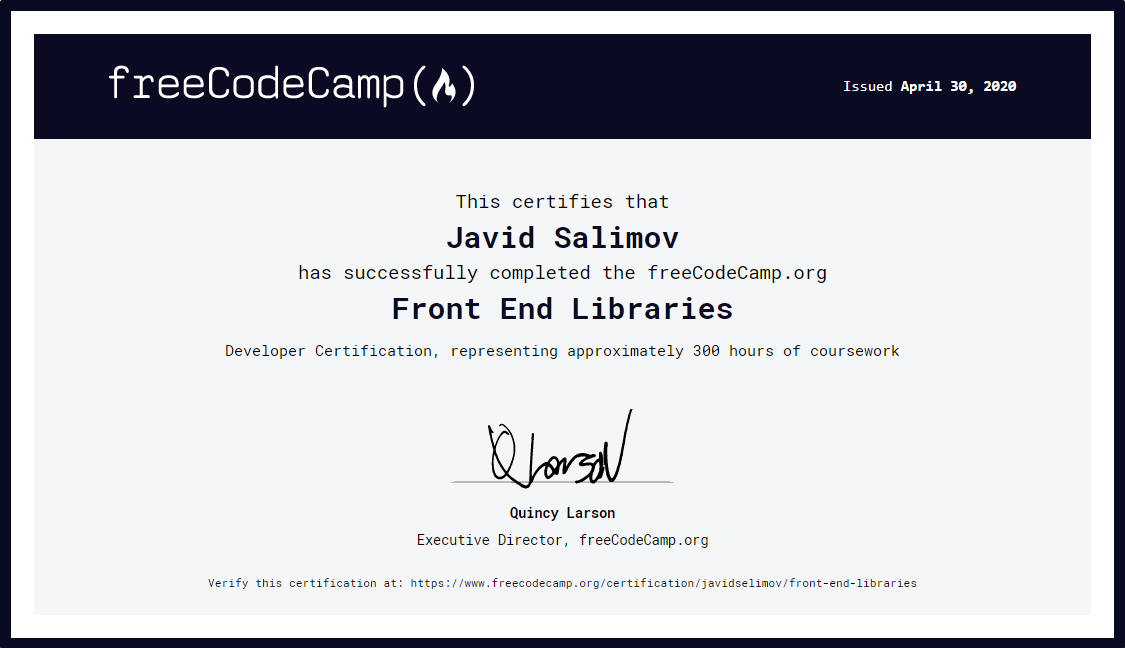 freeCodeCamp
Issued April 30, 2020
This certifies that
Javid Salimov
has successfully completed the freeCodeCamp.org
Front End Libraries
Developer Certification, representing approximately 300 hours of coursework
Q Larson
Quincy Larson
Executive Director, freeCodeCamp.org
Verify this certification at: https://www.freecodecamp.org/certification/javidselimov/front-end-libraries